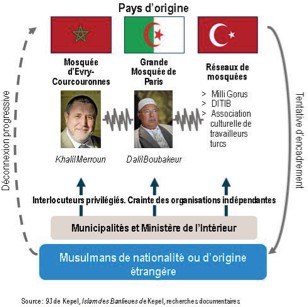 Pays d'origine
Mosquée
d'Evry-
Courcouronnes
Grande
Mosquée de
Paris
Réseaux de
mosquées
> Milli Gorus
> DITIB
> Association
culturelle de
travailleurs
turcs
Khalil Merroun
Dalil Boubakeur
Déconnexion progressive
Tentative d'encadrement
Interlocuteurs privilégiés. Crainte des organisations indépendantes
Municipalités et Ministère de l'Intérieur
Musulmans de nationalité ou d'origine
étrangère
Source : 93 de Kepel, Islam des Banlieues de Kepel, recherches documentaires